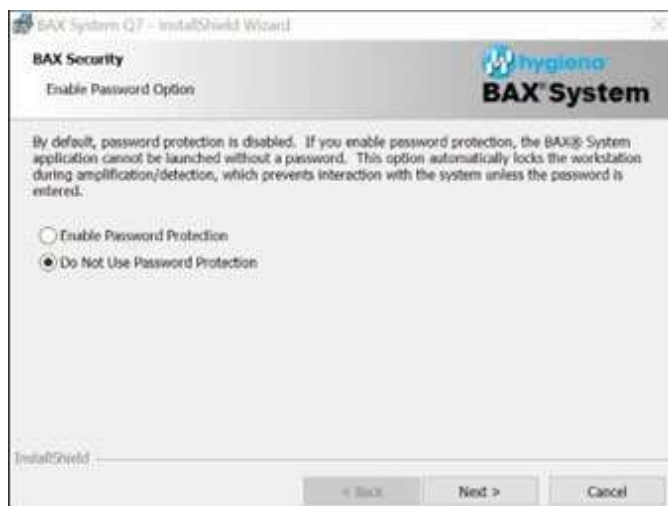 BAX System Q7 - InstallShield Wizard
BAX Security
Enable Password Option
hygiena
BAX® System
By default, password protection is disabled. If you enable password protection, the BAX® System
application cannot be launched without a password. This option automatically locks the workstation
during amplification/detection, which prevents interaction with the system unless the password is
entered.
Enable Password Protection
Do Not Use Password Protection
InstallShield
< Back
Next >
Cancel